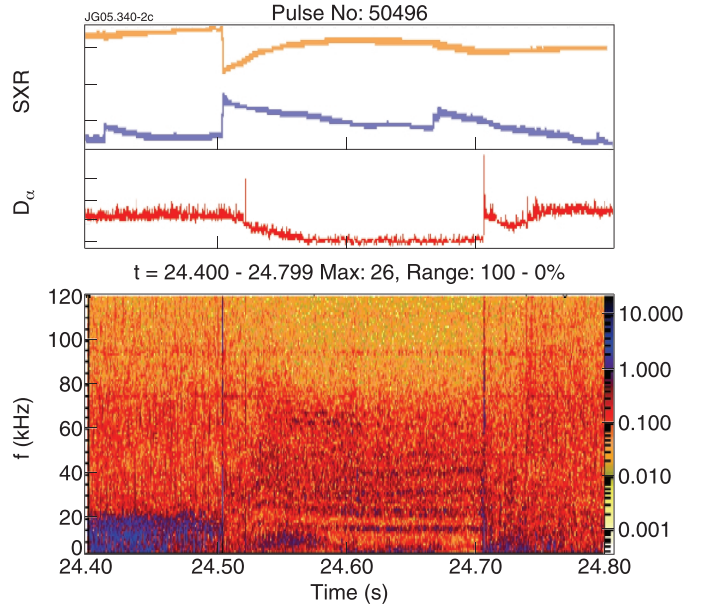 JG05.340-2c
Pulse No: 50496
SXR
Dα
t = 24.400 - 24.799 Max: 26, Range: 100 - 0%
f (kHz)
120
100
80
60
40
20
0
10.000
1.000
0.100
0.010
0.001
24.40 24.50 24.60 24.70 24.80
Time (s)